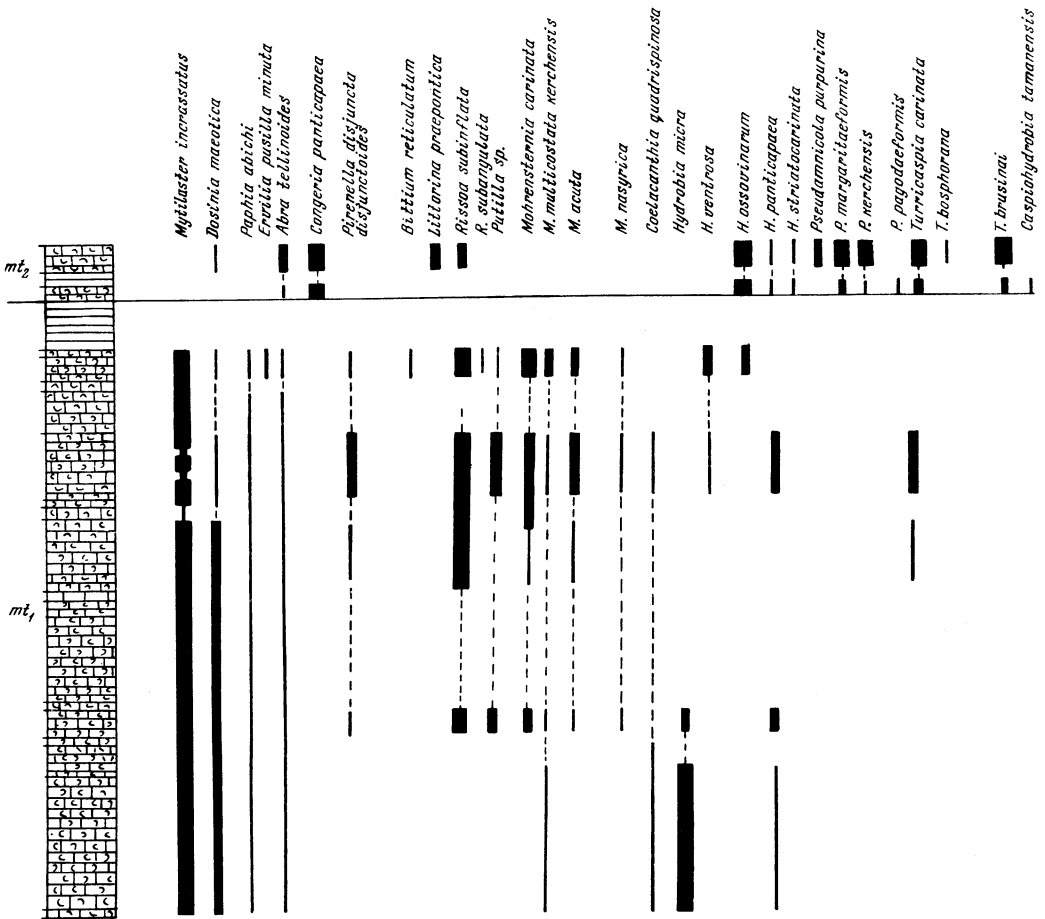 Mytilaster incrassatus
Dosinia maeotica
Paphia abichi
Ervilia pusilla minuta
Abra tellinoides
Congeria panticapaea
Pirenella disjuncta
disjunctoides
Bittium reticulatum
Littorina praepontica
Rissoa subinflata
R. subangulata
Putilla sp.
Mohrensternia carinata
M. multicostata kerchensis
M. acuta
M. nasyrica
Coelacanthia quadrispinosa
Hydrobia micra
H. ventrosa
H. ossovinarum
H. panticapaea
H. striatocarinata
Pseudamnicola purpurina
P. margaritaeformis
P. kerchensis
P. pagodaeformis
Turricaspia carinata
T. bosphorana
T. brusinai
Caspiohydrobia tamanensis
mt₂
mt₁